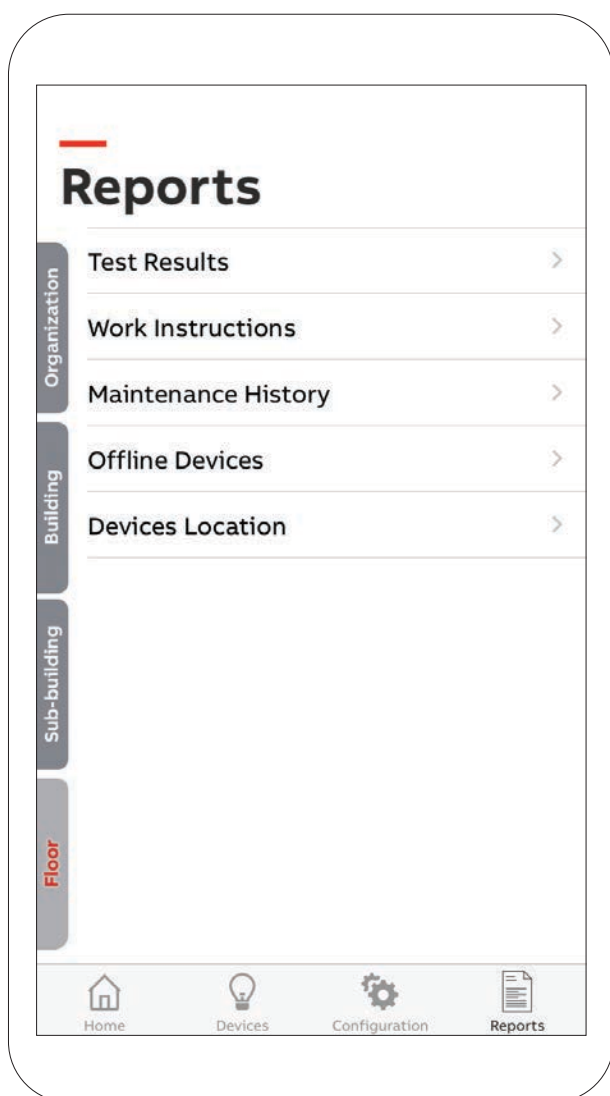 Reports
Test Results
Work Instructions
Maintenance History
Offline Devices
Devices Location
Organization
Building
Sub-building
Floor
Home
Devices
Configuration
Reports